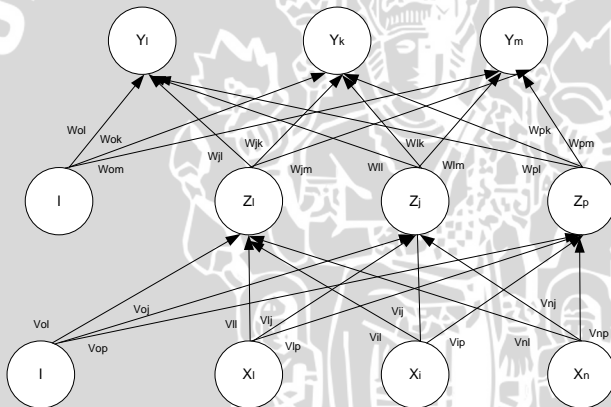 Yl Yk Ym
Wol Wok Wjl Wjk Wlk Wpk Wpm
Wom Wjm Wll Wlm Wpl
I Zl Zj Zp
Vol Voj Vll Vlj Vij Vnj Vnp
Vop Vlp Vil Vip Vnl
I Xl Xi Xn